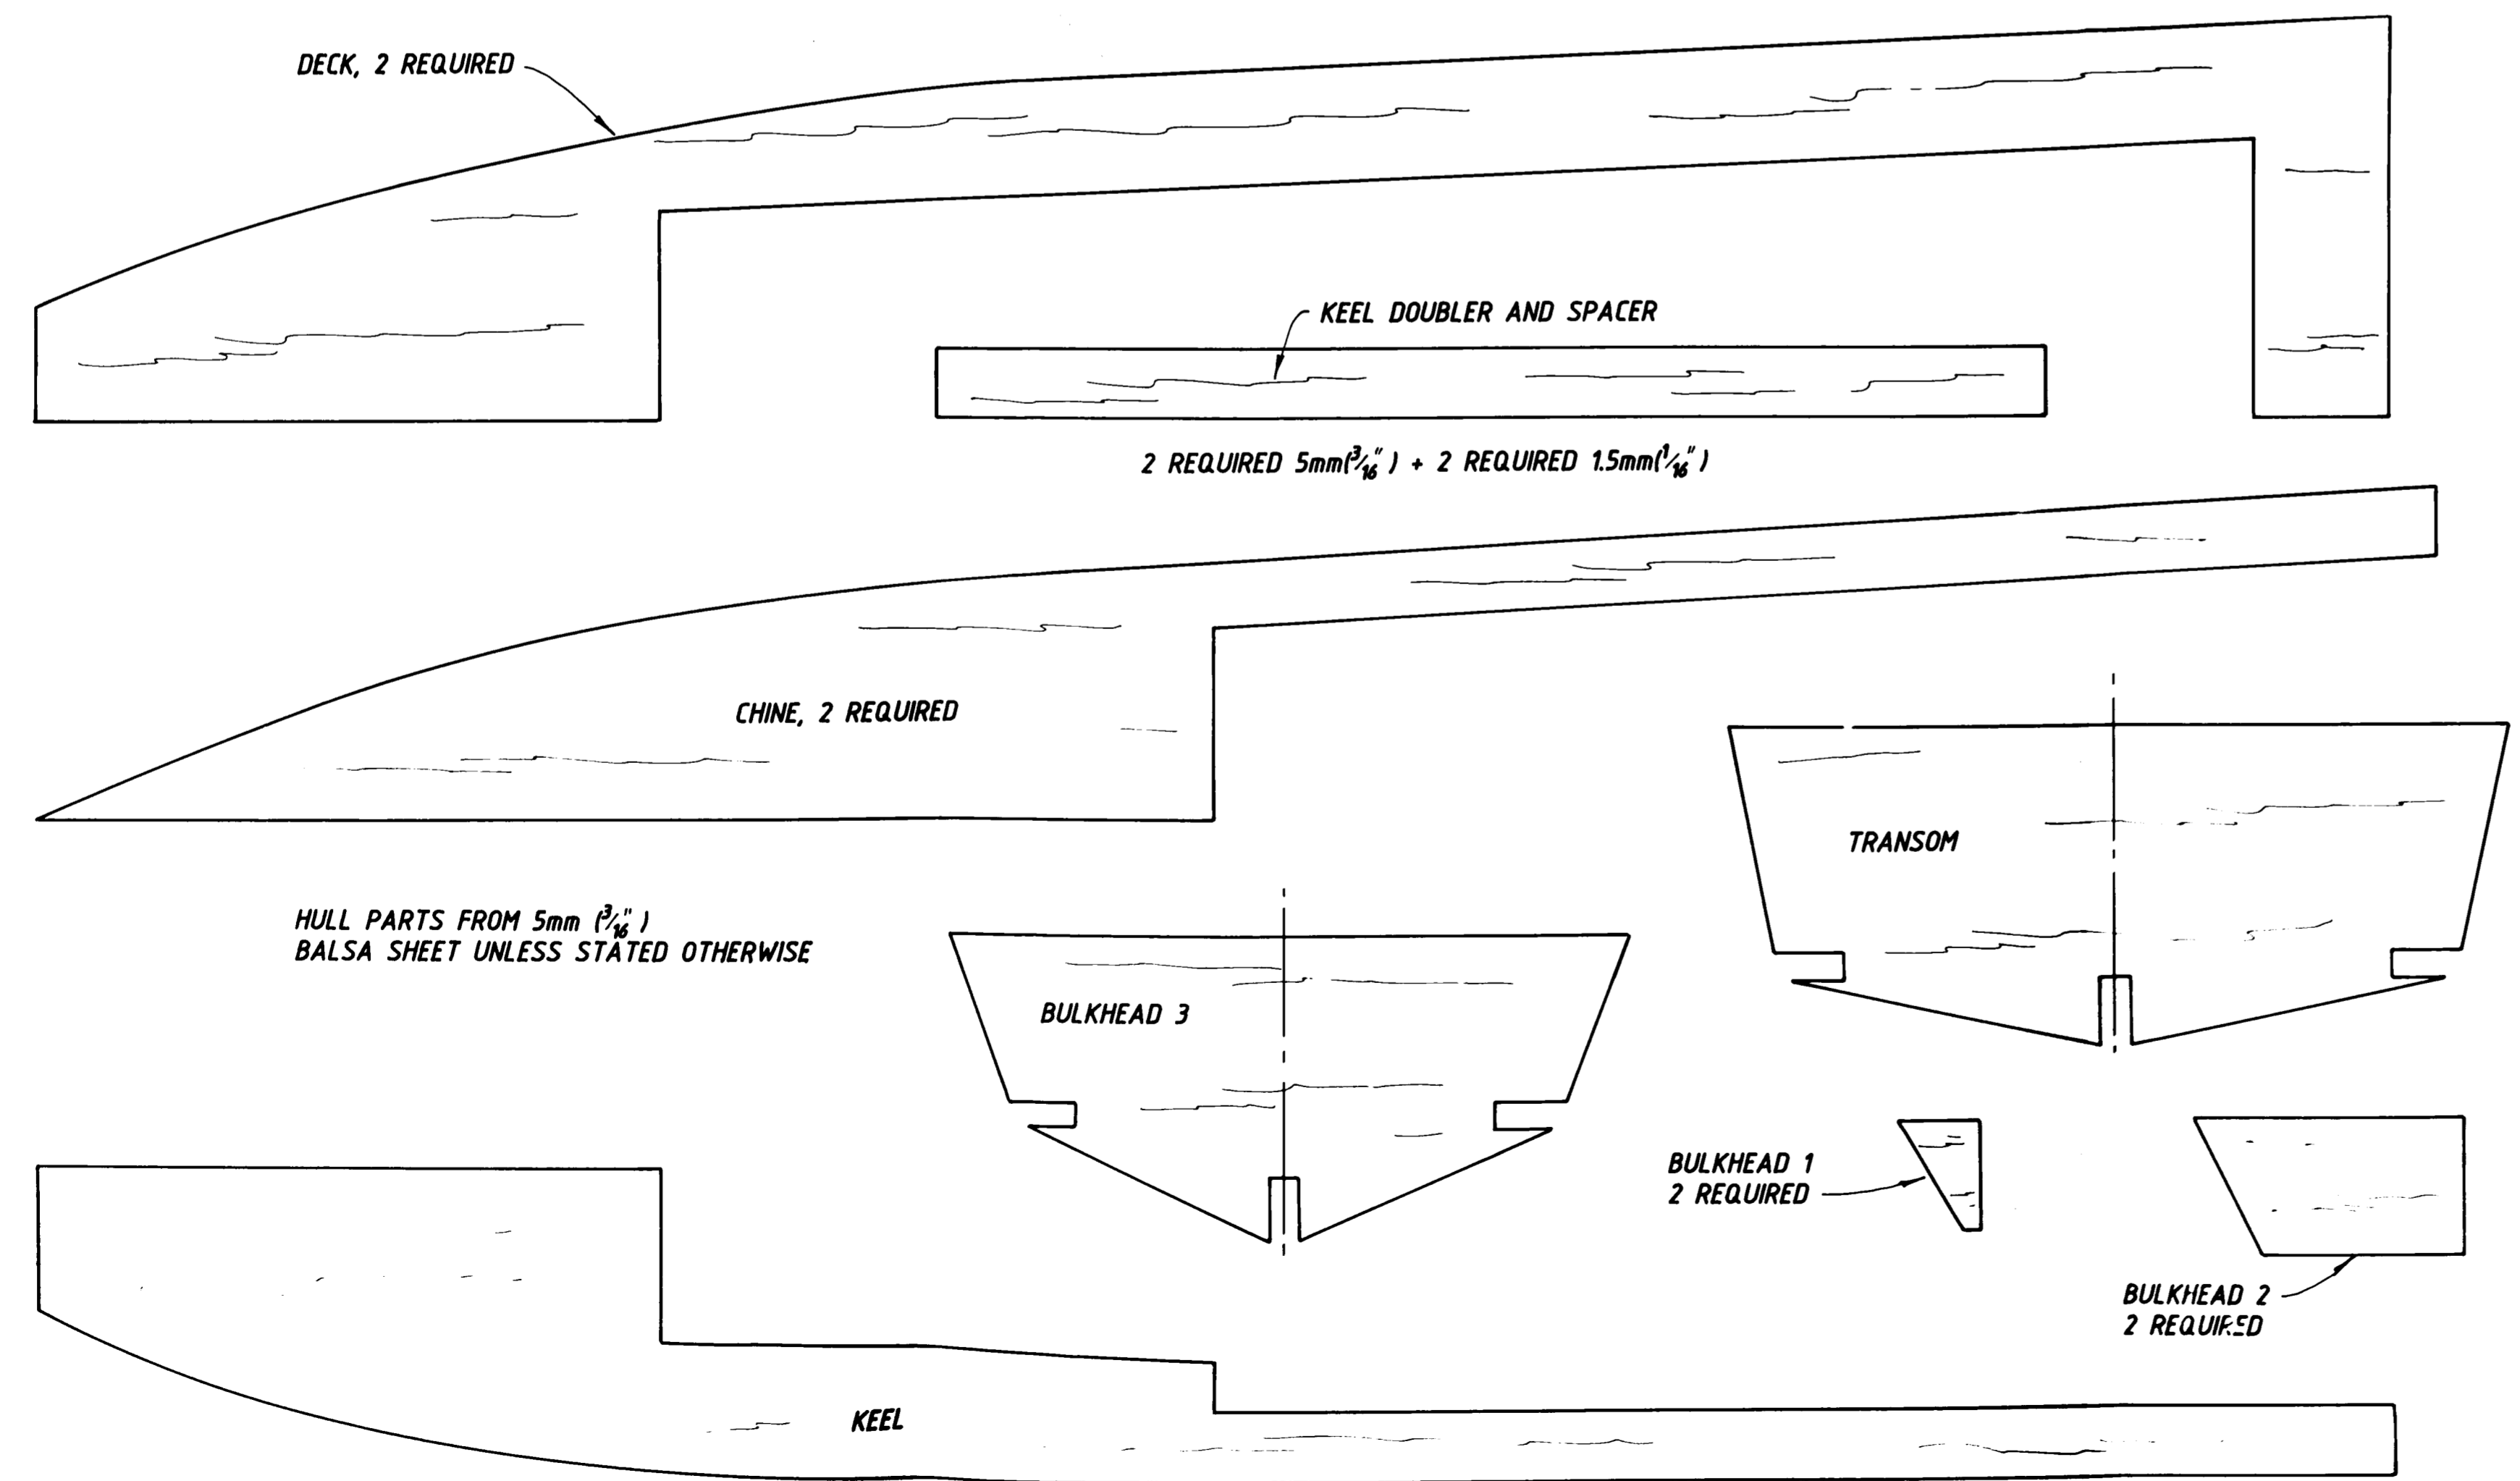 DECK, 2 REQUIRED
KEEL DOUBLER AND SPACER
2 REQUIRED 5mm(3/16") + 2 REQUIRED 1.5mm(1/16")
CHINE, 2 REQUIRED
TRANSOM
HULL PARTS FROM 5mm (3/16")
BALSA SHEET UNLESS STATED OTHERWISE
BULKHEAD 3
BULKHEAD 1
2 REQUIRED
BULKHEAD 2
2 REQUIRED
KEEL